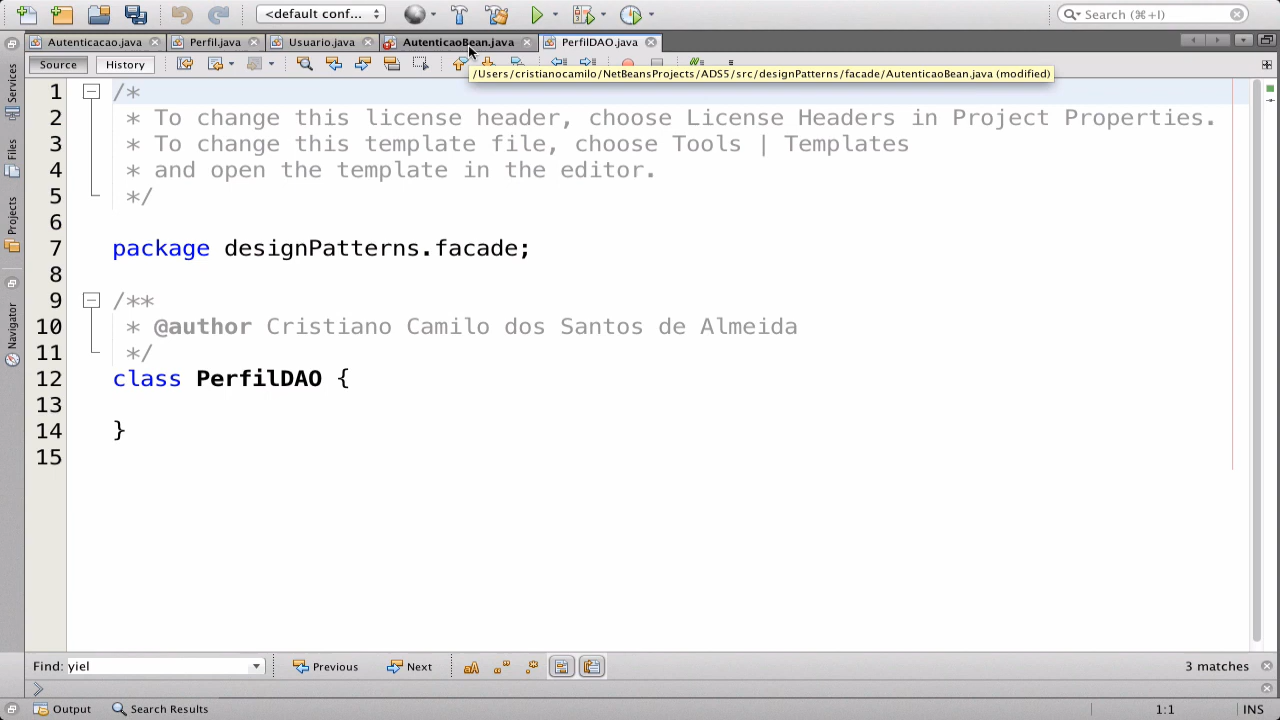 <default conf...
Search (⌘+I)
Autenticacao.java
Perfil.java
Usuario.java
AutenticaoBean.java
PerfilDAO.java
Source
History
/Users/cristianocamilo/NetBeansProjects/ADS5/src/designPatterns/facade/AutenticaoBean.java (modified)
Services
Files
Projects
Navigator
1 /*
2 * To change this license header, choose License Headers in Project Properties.
3 * To change this template file, choose Tools | Templates
4 * and open the template in the editor.
5 */
6
7 package designPatterns.facade;
8
9 /**
10 * @author Cristiano Camilo dos Santos de Almeida
11 */
12 class PerfilDAO {
13
14 }
15
Find: yiel
Previous
Next
3 matches
Output
Search Results
1:1
INS